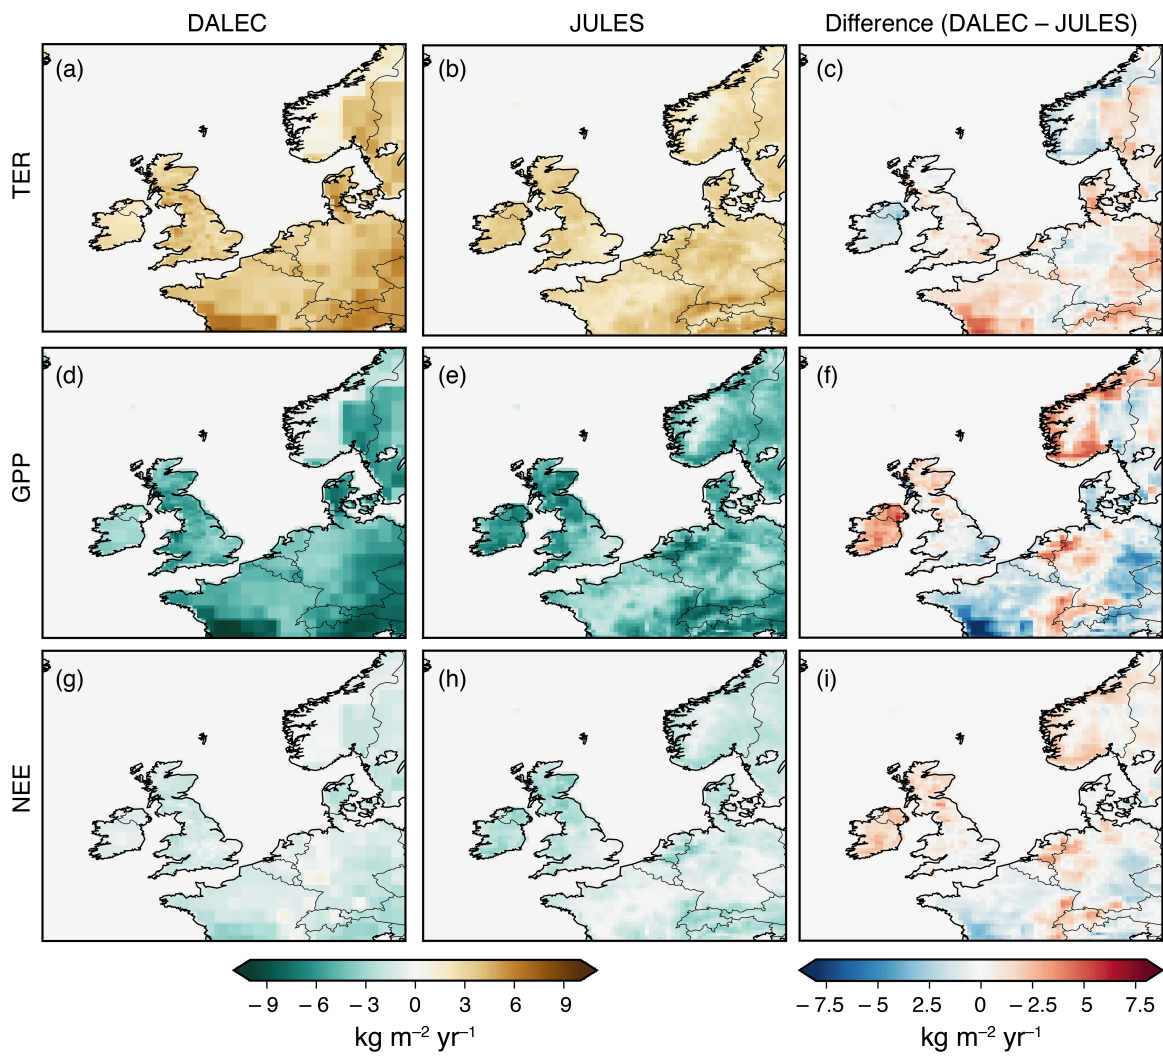 DALEC JULES Difference (DALEC – JULES)
TER (a) (b) (c)
GPP (d) (e) (f)
NEE (g) (h) (i)
– 9 – 6 – 3 0 3 6 9 – 7.5 – 5 2.5 0 – 2.5 5 7.5
kg m⁻² yr⁻¹ kg m⁻² yr⁻¹